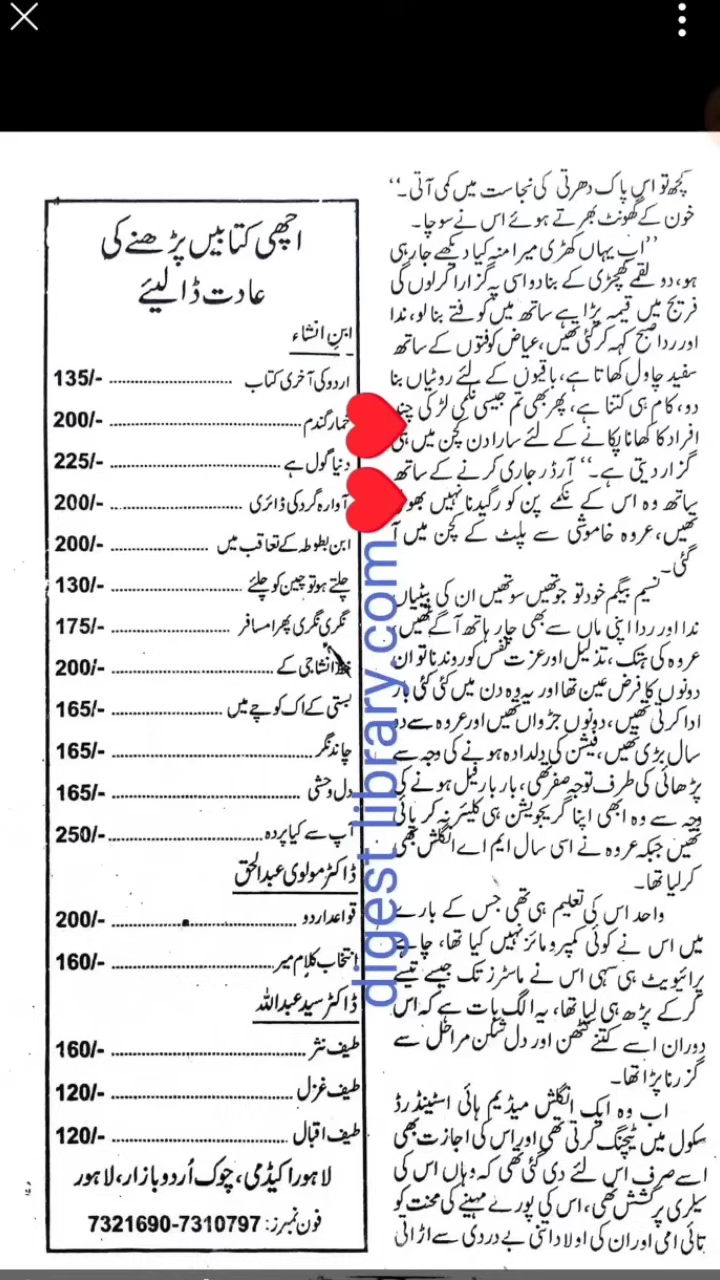 کچھ تو اس پاک دھرتی کی نجاست میں کمی آتی۔‘‘
خون کے گھونٹ بھرتے ہوئے اس نے سوچا۔
’’اب یہاں کھڑی میرا منہ کیا دیکھے جا رہی
ہو، دو لقمے کھچڑی کے بنا دو اسی پہ گزارا کر لوں گی
فریج میں قیمہ پڑا ہے ساتھ میں کوفتے بنا لو، ندا
اور ردا صبح کہہ کر گئی تھیں، عیاض کوفتوں کے ساتھ
سفید چاول کھاتا ہے، باقیوں کے لئے روٹیاں بنا
دو، کام ہی کتنا ہے، پھر بھی تم جیسی نکمی لڑکی چند
افراد کا کھانا پکانے کے لئے سارا دن کچن میں ہی
گزار دیتی ہے۔‘‘ آرڈر جاری کرنے کے ساتھ
ساتھ وہ اس کے نکمے پن کو رگیدنا نہیں بھولی
تھیں، عروہ خاموشی سے پلٹ کے کچن میں آ
گئی۔
نسیم بیگم خود تو جو تھیں سو تھیں ان کی بیٹیاں
ندا اور ردا اپنی ماں سے بھی چار ہاتھ آگے تھیں،
عروہ کی ہتک، تذلیل اور عزت نفس کو روندنا تو ان
دونوں کا فرض عین تھا اور یہ وہ دن میں کئی کئی بار
ادا کرتی تھیں، دونوں جڑواں تھیں اور عروہ سے دو
سال بڑی تھیں، فیشن کی دلدادہ ہونے کی وجہ سے
پڑھائی کی طرف توجہ صفر تھی، بار بار فیل ہونے کی
وجہ سے وہ ابھی اپنا گریجویشن ہی کلیئر نہ کر پائی
تھیں جبکہ عروہ نے اسی سال ایم اے انگلش بھی
کر لیا تھا۔
واحد اس کی تعلیم ہی تھی جس کے بارے
میں اس نے کوئی کمپرومائز نہیں کیا تھا، چاہے
پرائیویٹ ہی سہی اس نے ماسٹرز تک جیسے تیسے
کر کے پڑھ ہی لیا تھا، یہ الگ بات ہے کہ اس
دوران اسے کتنے کٹھن اور دل شکن مراحل سے
گزرنا پڑا تھا۔
اب وہ ایک انگلش میڈیم ہائی اسٹینڈرڈ
سکول میں ٹیچنگ کرتی تھی اور اس کی اجازت بھی
اسے صرف اس لئے دی گئی تھی کہ وہاں اس کی
سیلری پرکشش تھی، اس کی پورے مہینے کی محنت کو
تائی امی اور ان کی اولاد اتنی بے دردی سے اڑاتی
اچھی کتابیں پڑھنے کی
عادت ڈالیئے
ابن انشاء
اردو کی آخری کتاب .................... 135/-
خمار گندم .................... 200/-
دنیا گول ہے .................... 225/-
آوارہ گرد کی ڈائری .................... 200/-
ابن بطوطہ کے تعاقب میں .................... 200/-
چلتے ہو تو چین کو چلئے .................... 130/-
نگری نگری پھرا مسافر .................... 175/-
خط انشا جی کے .................... 200/-
بستی کے اک کوچے میں .................... 165/-
چاند نگر .................... 165/-
دل وحشی .................... 165/-
آپ سے کیا پردہ .................... 250/-
ڈاکٹر مولوی عبدالحق
قواعد اردو .................... 200/-
انتخاب کلام میر .................... 160/-
ڈاکٹر سید عبداللہ
طیف نثر .................... 160/-
طیف غزل .................... 120/-
طیف اقبال .................... 120/-
لاہور اکیڈمی، چوک اُردو بازار، لاہور
فون نمبرز: 7321690-7310797
digest library.com